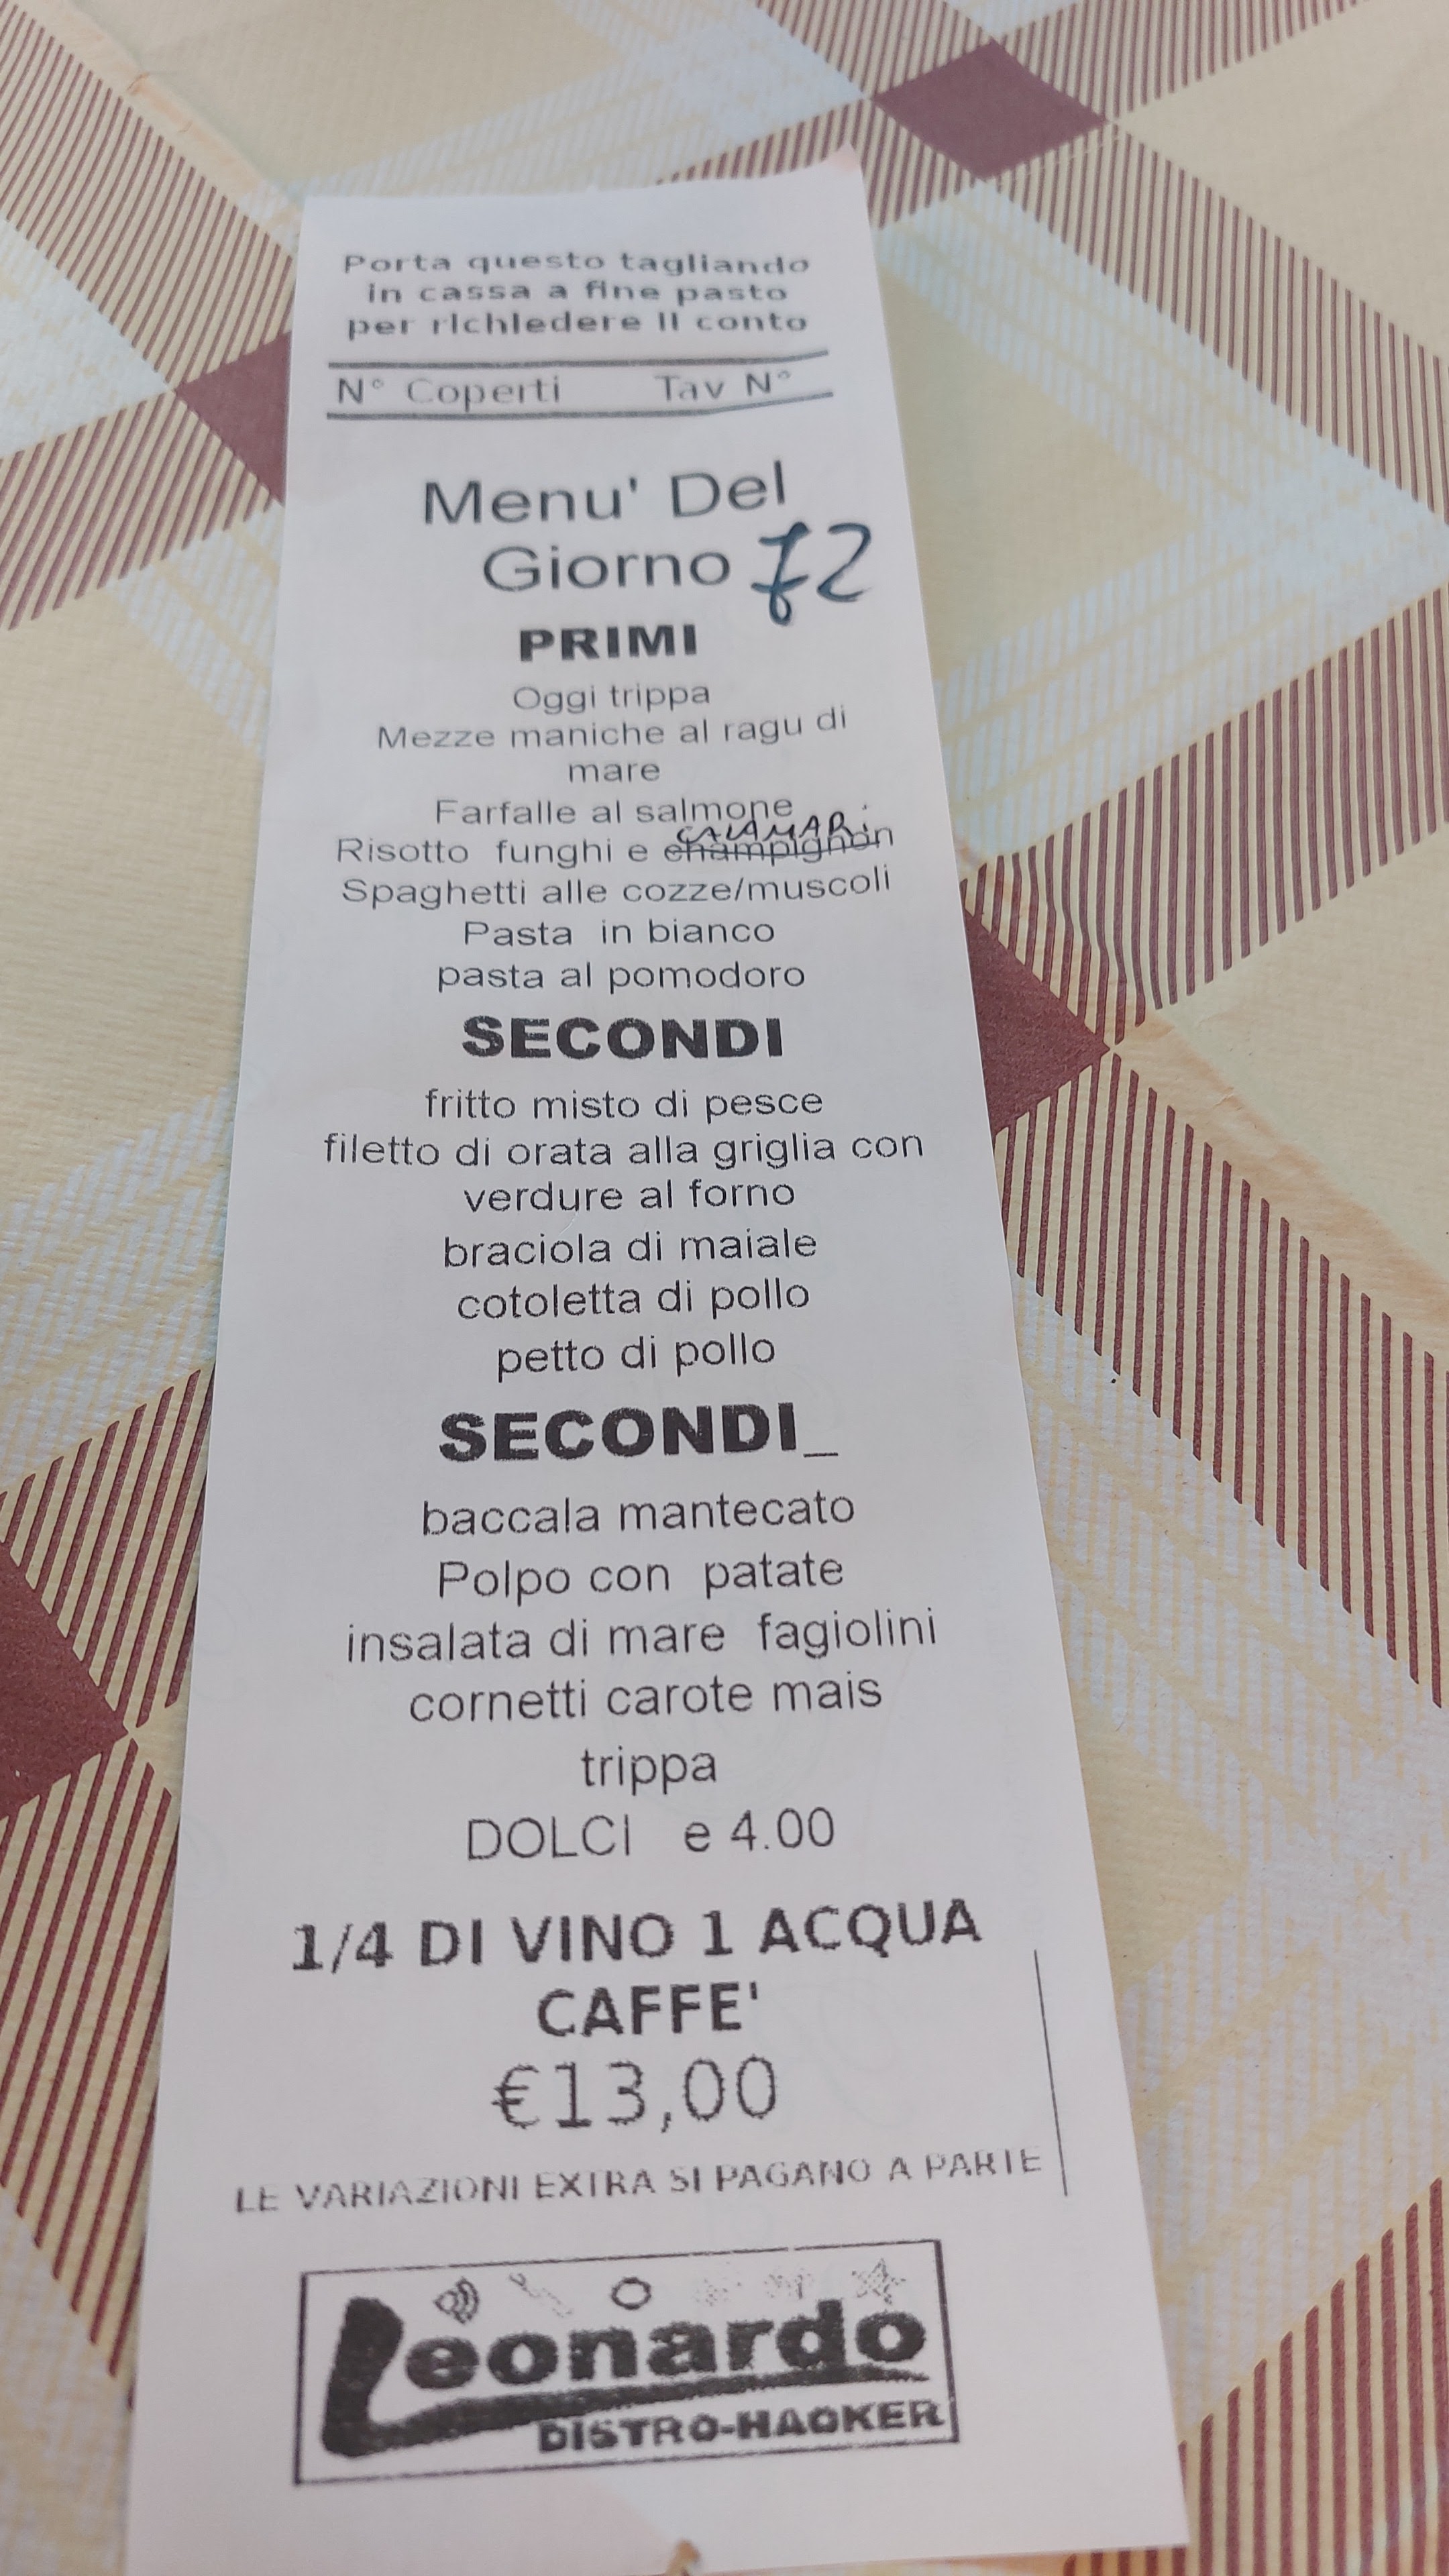 Porta questo tagliando
in cassa a fine pasto
per richiedere il conto
N° Coperti Tav N°
Menu' Del
Giorno 72
PRIMI
Oggi trippa
Mezze maniche al ragu di
mare
Farfalle al salmone
CALAMARi
Risotto funghi e champignon
Spaghetti alle cozze/muscoli
Pasta in bianco
pasta al pomodoro
SECONDI
fritto misto di pesce
filetto di orata alla griglia con
verdure al forno
braciola di maiale
cotoletta di pollo
petto di pollo
SECONDI_
baccala mantecato
Polpo con patate
insalata di mare fagiolini
cornetti carote mais
trippa
DOLCI e 4.00
1/4 DI VINO 1 ACQUA
CAFFE'
€13,00
LE VARIAZIONI EXTRA SI PAGANO A PARTE
Leonardo
DISTRO-HAOKER